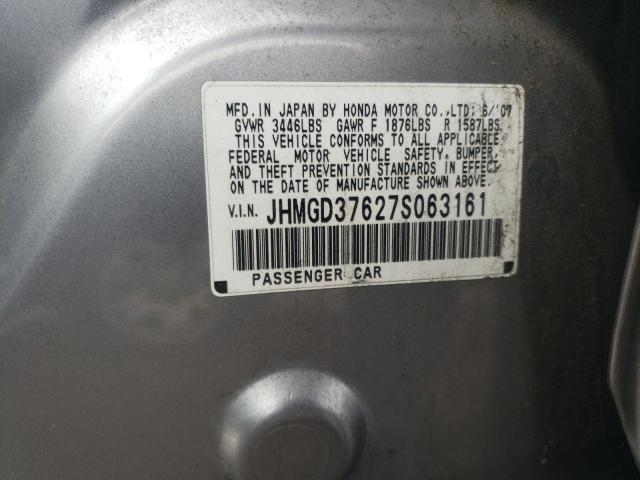 MFD. IN JAPAN BY HONDA MOTOR CO.,LTD; 6/'07
GVWR 3446LBS GAWR F 1876LBS R 1587LBS
THIS VEHICLE CONFORMS TO ALL APPLICABLE
FEDERAL MOTOR VEHICLE SAFETY, BUMPER,
AND THEFT PREVENTION STANDARDS IN EFFECT
ON THE DATE OF MANUFACTURE SHOWN ABOVE.
V.I.N. JHMGD37627S063161
PASSENGER CAR